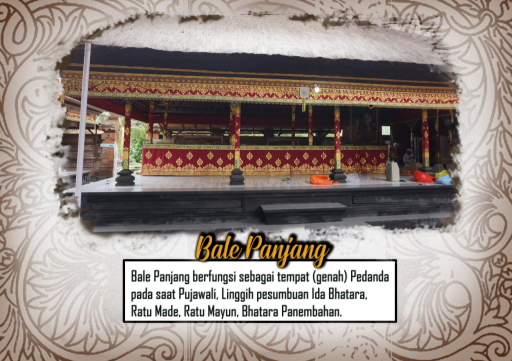 Bale Panjang
Bale Panjang berfungsi sebagai tempat (genah) Pedanda
pada saat Pujawali, Linggih pesumbuan Ida Bhatara,
Ratu Made, Ratu Mayun, Bhatara Panembahan.